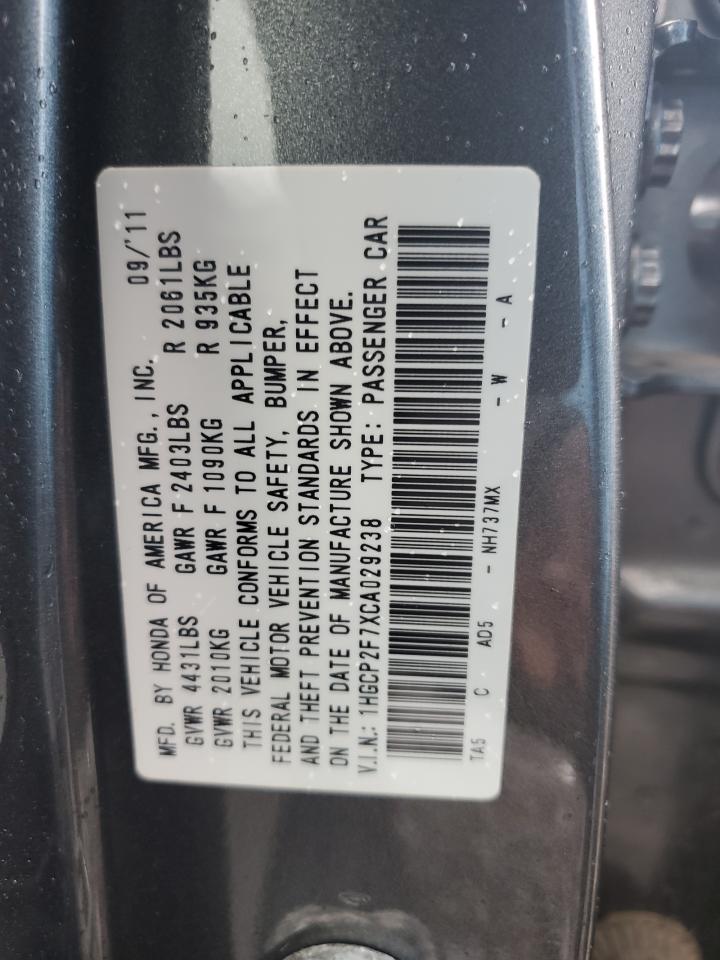 MFD. BY HONDA OF AMERICA MFG., INC. 09/'11
GVWR 4431LBS GAWR F 2403LBS R 2061LBS
GVWR 2010KG GAWR F 1090KG R 935KG
THIS VEHICLE CONFORMS TO ALL APPLICABLE
FEDERAL MOTOR VEHICLE SAFETY, BUMPER,
AND THEFT PREVENTION STANDARDS IN EFFECT
ON THE DATE OF MANUFACTURE SHOWN ABOVE.
V.I.N.: 1HGCP2F7XCA029238 TYPE: PASSENGER CAR
TA5 C AD5 - NH737MX - W - A